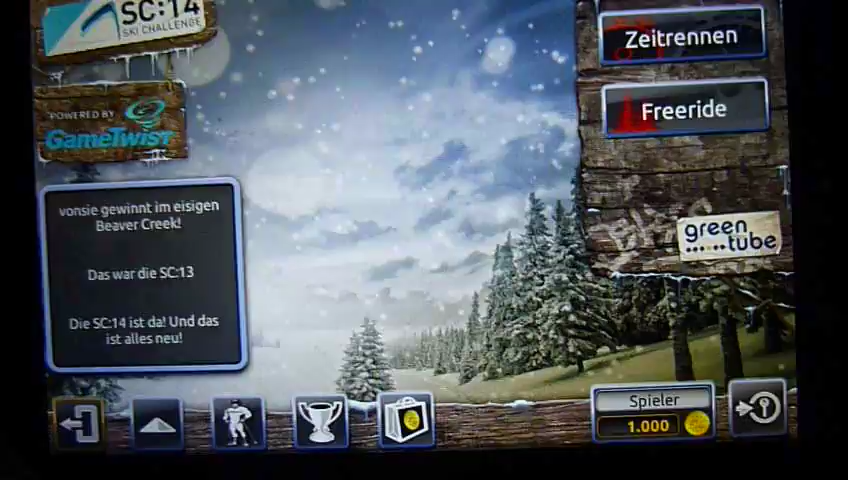 SC:14
SKI CHALLENGE
POWERED BY
GameTwist
vonsie gewinnt im eisigen
Beaver Creek!
Das war die SC:13
Die SC:14 ist da! Und das
ist alles neu!
Zeitrennen
Freeride
green
tube
Spieler
1.000